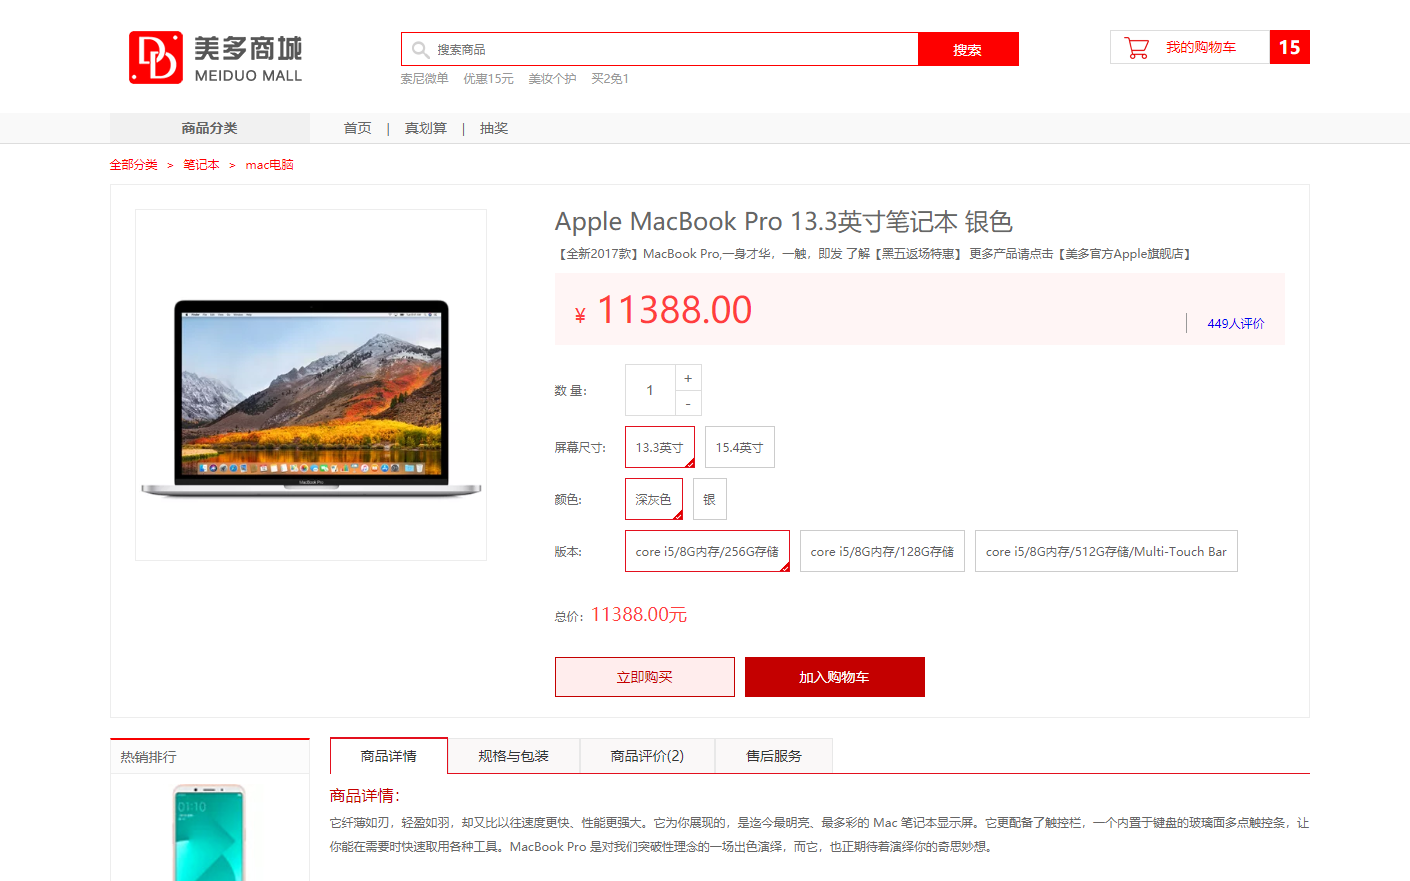 美多商城
MEIDUO MALL
搜索商品
搜索
索尼微单 优惠15元 美妆个护 买2免1
我的购物车 15
商品分类 首页 | 真划算 | 抽奖
全部分类 > 笔记本 > mac电脑
Apple MacBook Pro 13.3英寸笔记本 银色
【全新2017款】MacBook Pro,一身才华，一触，即发 了解【黑五返场特惠】 更多产品请点击【美多官方Apple旗舰店】
¥ 11388.00
449人评价
数 量： 1 + -
屏幕尺寸: 13.3英寸 15.4英寸
颜色: 深灰色 银
版本: core i5/8G内存/256G存储 core i5/8G内存/128G存储 core i5/8G内存/512G存储/Multi-Touch Bar
MacBook Pro
总价：11388.00元
立即购买 加入购物车
热销排行
01:10
商品详情 规格与包装 商品评价(2) 售后服务
商品详情：
它纤薄如刃，轻盈如羽，却又比以往速度更快、性能更强大。它为你展现的，是迄今最明亮、最多彩的 Mac 笔记本显示屏。它更配备了触控栏，一个内置于键盘的玻璃面多点触控条，让
你能在需要时快速取用各种工具。MacBook Pro 是对我们突破性理念的一场出色演绎，而它，也正期待着演绎你的奇思妙想。